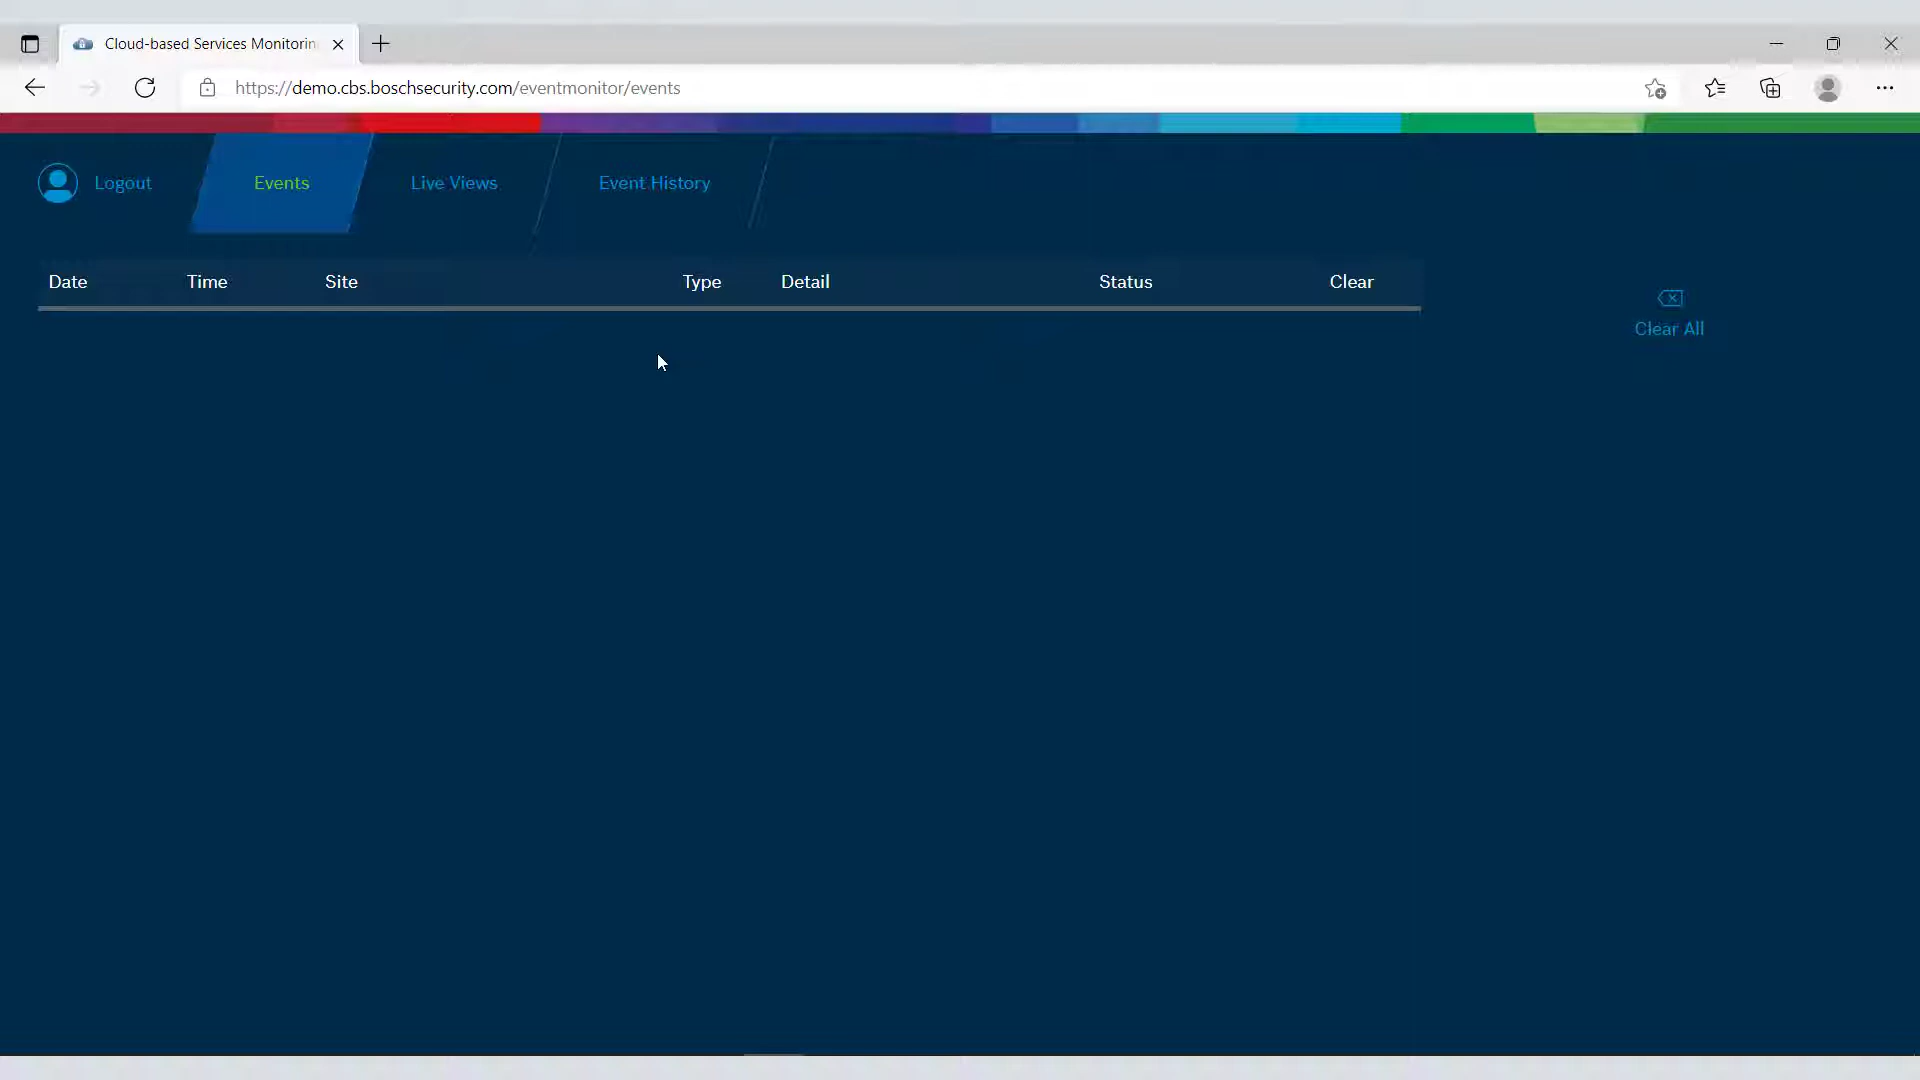 Cloud-based Services Monitorin
https://demo.cbs.boschsecurity.com/eventmonitor/events
Logout Events Live Views Event History
Date Time Site Type Detail Status Clear
Clear All